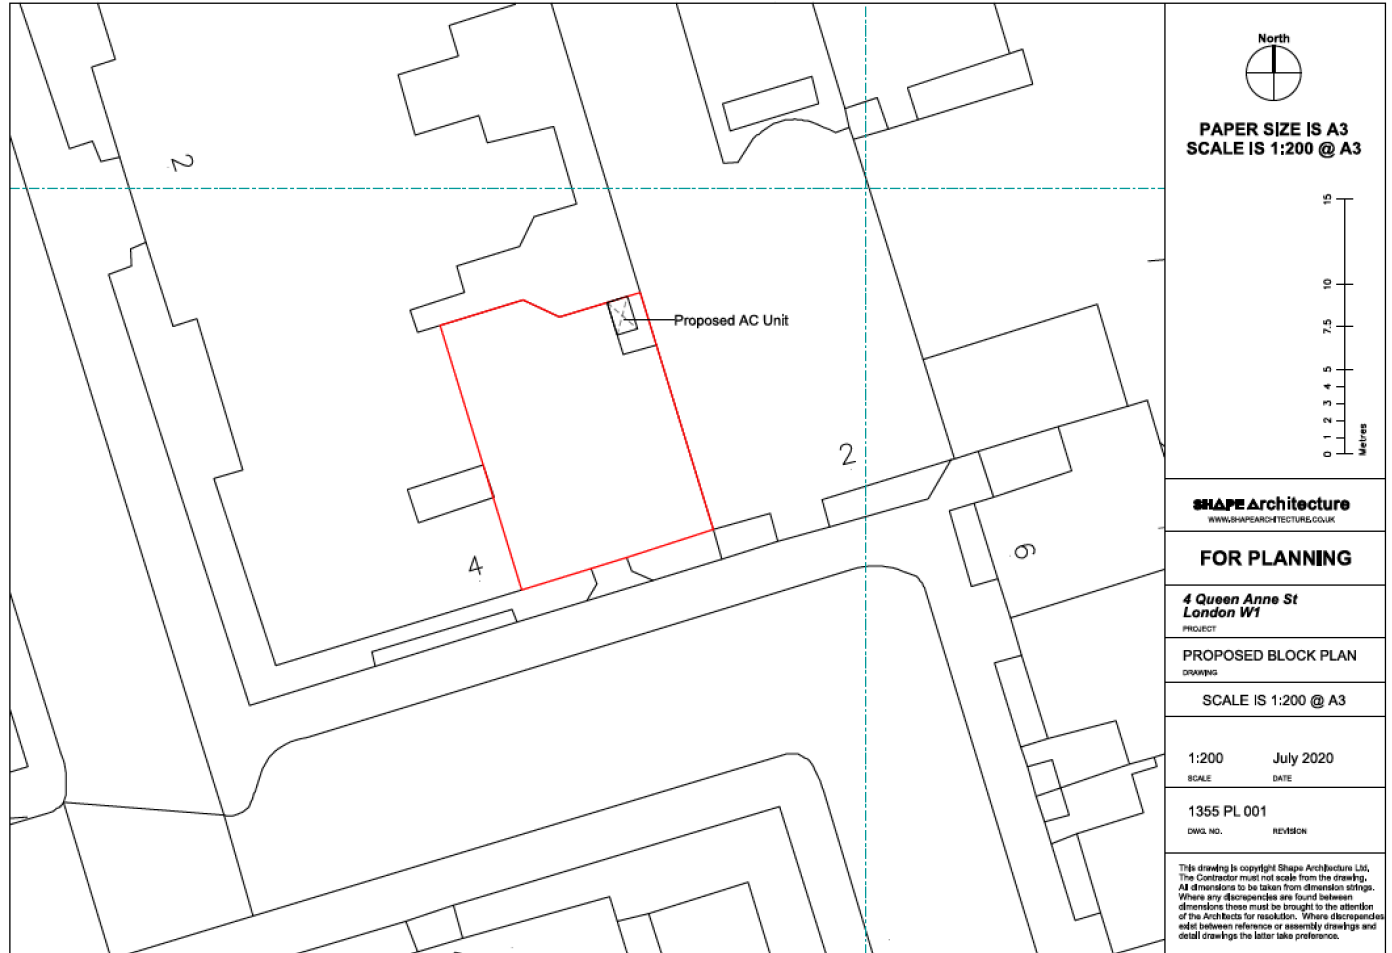 2
Proposed AC Unit
2
4
6
North
PAPER SIZE IS A3
SCALE IS 1:200 @ A3
15
10
7.5
5
4
3
2
1
0
Metres
SHAPE Architecture
WWW.SHAPEARCHITECTURE.CO.UK
FOR PLANNING
4 Queen Anne St
London W1
PROJECT
PROPOSED BLOCK PLAN
DRAWING
SCALE IS 1:200 @ A3
1:200 July 2020
SCALE DATE
1355 PL 001
DWG. NO. REVISION
This drawing is copyright Shape Architecture Ltd.
The Contractor must not scale from the drawing.
All dimensions to be taken from dimension strings.
Where any discrepancies are found between
dimensions these must be brought to the attention
of the Architects for resolution. Where discrepancies
exist between reference or assembly drawings and
detail drawings the latter take preference.